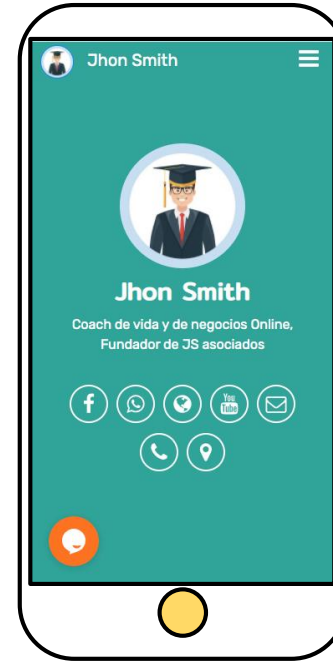 Jhon Smith
Jhon Smith
Coach de vida y de negocios Online,
Fundador de JS asociados
You
Tube